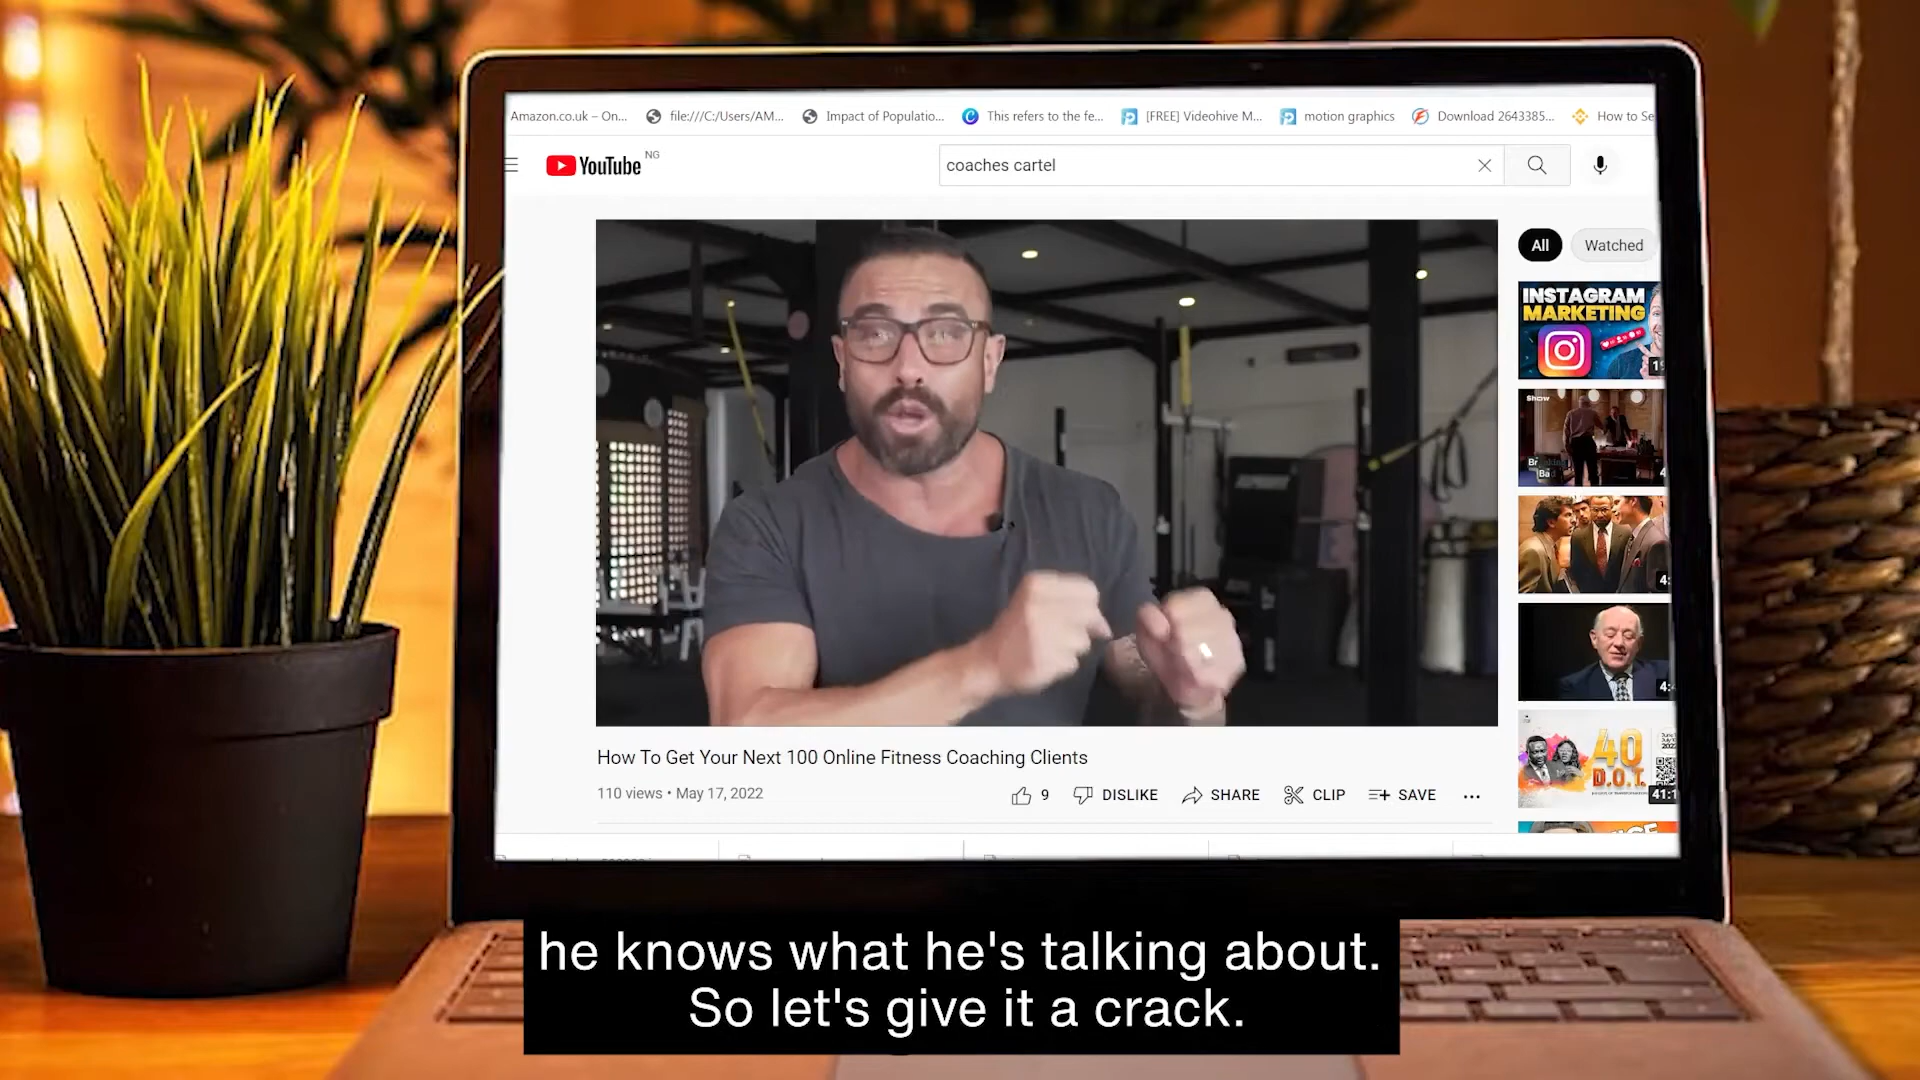 Amazon.co.uk – On...
file:///C:/Users/AM...
Impact of Populatio...
This refers to the fe...
[FREE] Videohive M...
motion graphics
Download 2643385...
How to Se
YouTube NG
coaches cartel
All
Watched
INSTAGRAM
MARKETING
Show
Breaking
Bad
40
D.O.T.
41:1
How To Get Your Next 100 Online Fitness Coaching Clients
110 views • May 17, 2022
9
DISLIKE
SHARE
CLIP
SAVE
he knows what he's talking about.
So let's give it a crack.